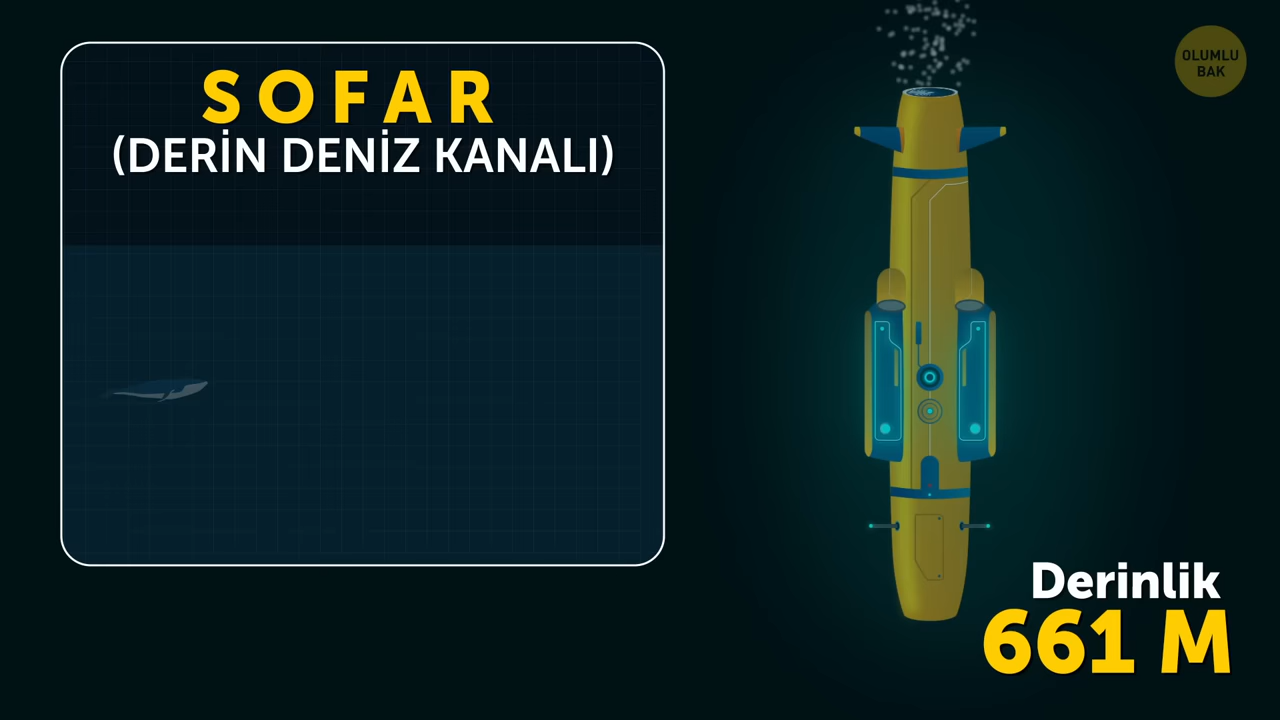 SOFAR
(DERİN DENİZ KANALI)
OLUMLU
BAK
Derinlik
661 M